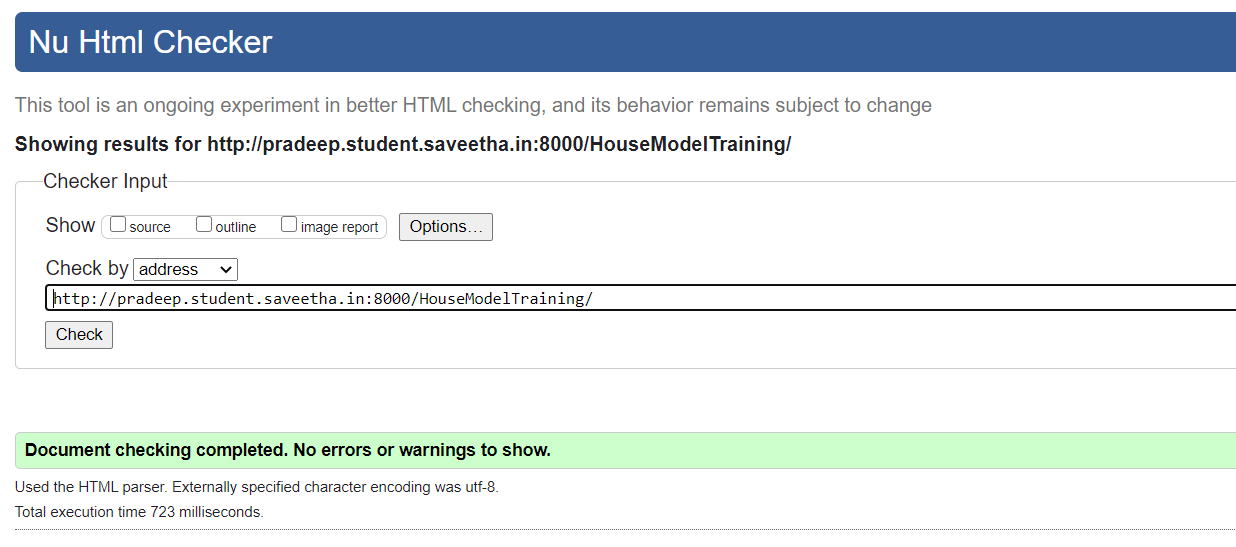 Nu Html Checker
This tool is an ongoing experiment in better HTML checking, and its behavior remains subject to change
Showing results for http://pradeep.student.saveetha.in:8000/HouseModelTraining/
Checker Input
Show source outline image report Options...
Check by address
http://pradeep.student.saveetha.in:8000/HouseModelTraining/
Check
Document checking completed. No errors or warnings to show.
Used the HTML parser. Externally specified character encoding was utf-8.
Total execution time 723 milliseconds.